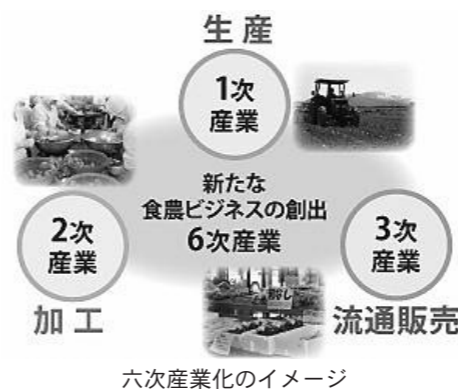 生産
1次
産業
新たな
食農ビジネスの創出
6次産業
2次
産業
3次
産業
加工
流通販売
六次産業化のイメージ